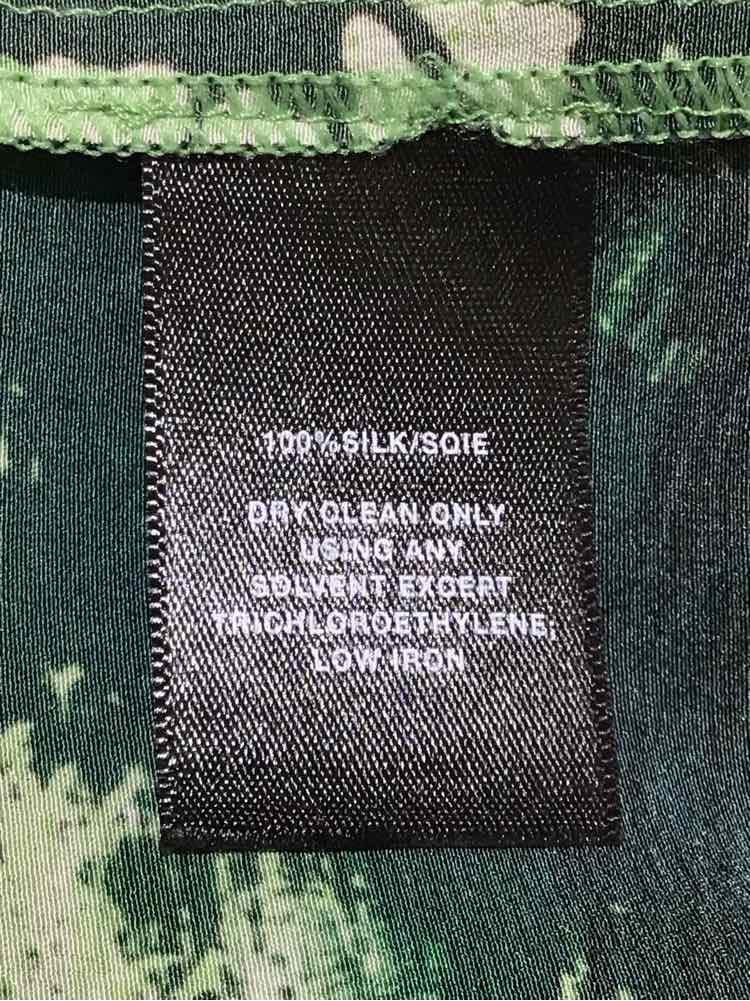 100%SILK/SOIE
DRY CLEAN ONLY
USING ANY
SOLVENT EXCEPT
TRICHLOROETHYLENE;
LOW IRON